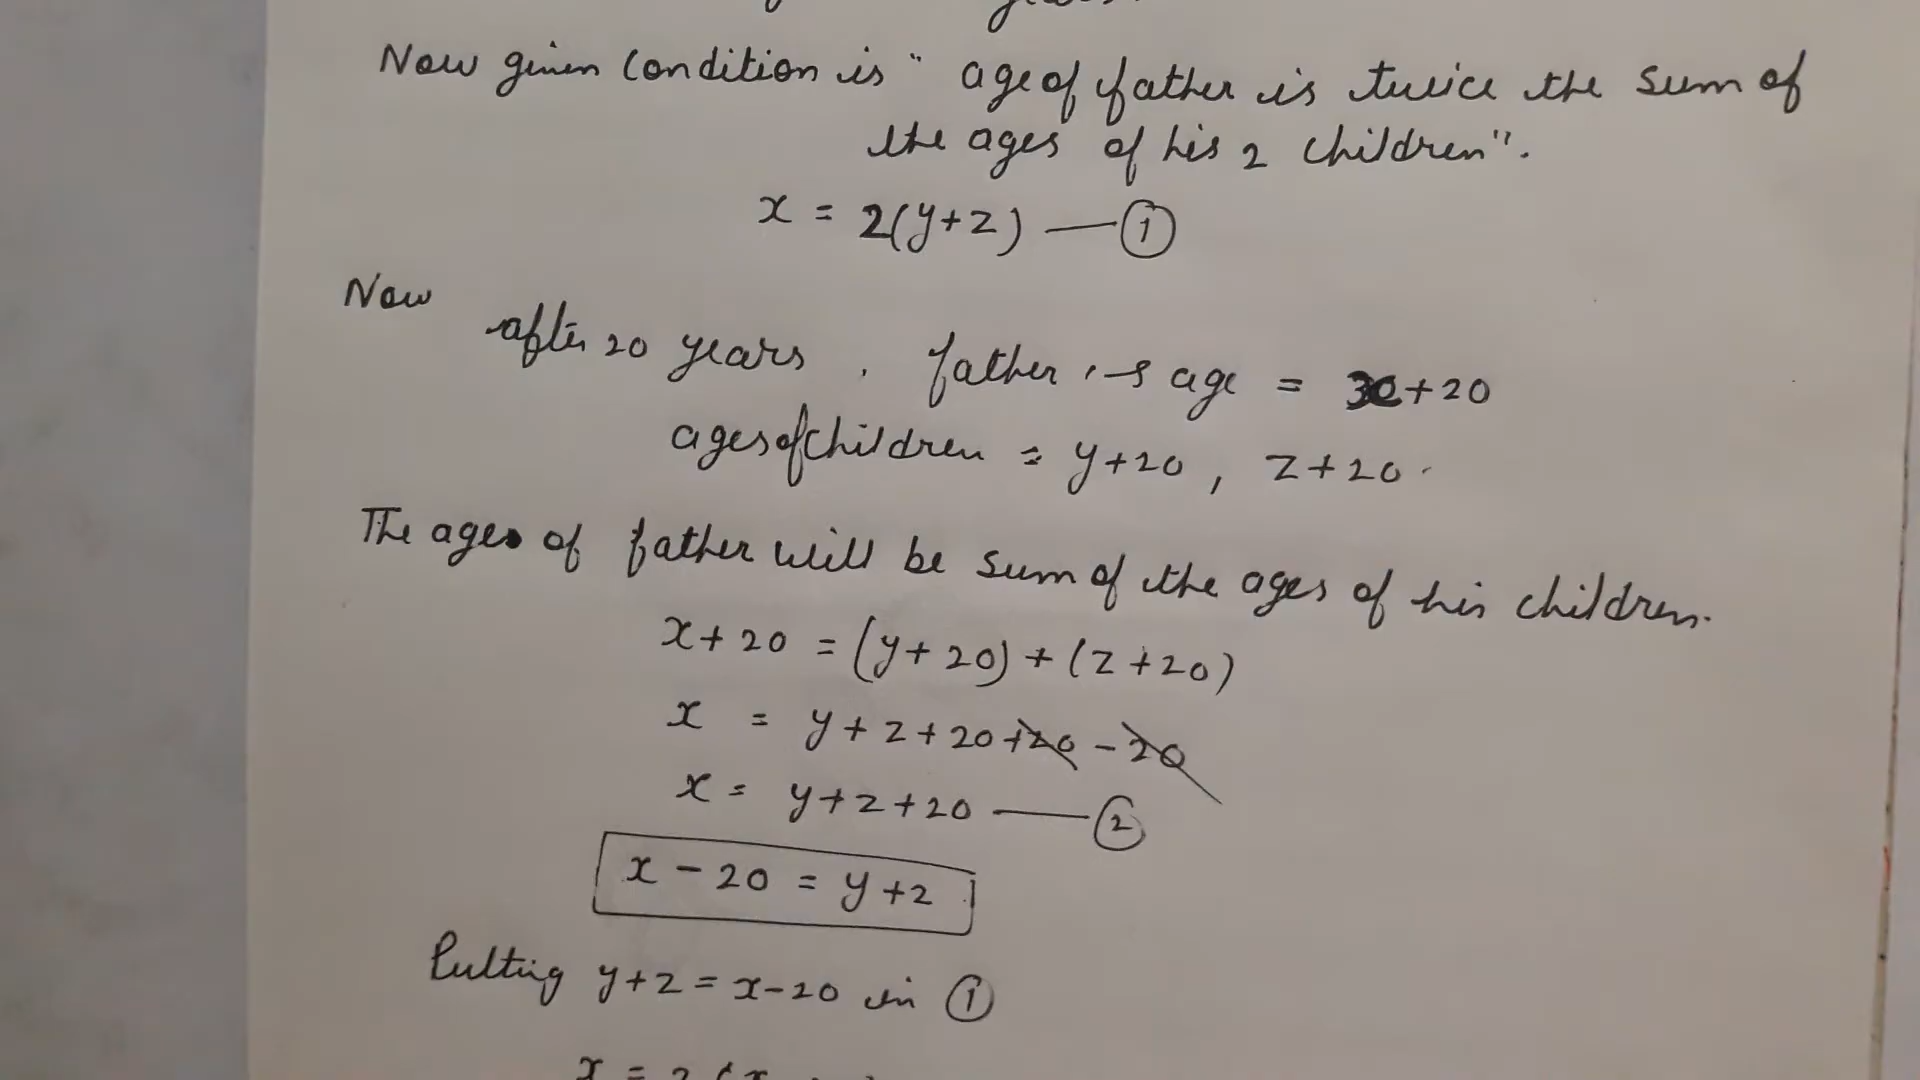 Now given condition is " age of father is twice the sum of
the ages of his 2 children".
x = 2(y+z) — ①
Now
after 20 years, father's age = x+20
ages of children = y+20, z+20.
The ages of father will be sum of the ages of his children.
x+20 = (y+20)+(z+20)
x = y+z+20+20-20
x = y+z+20 — ②
x-20 = y+z
Putting y+z = x-20 in ①
x = 2(x